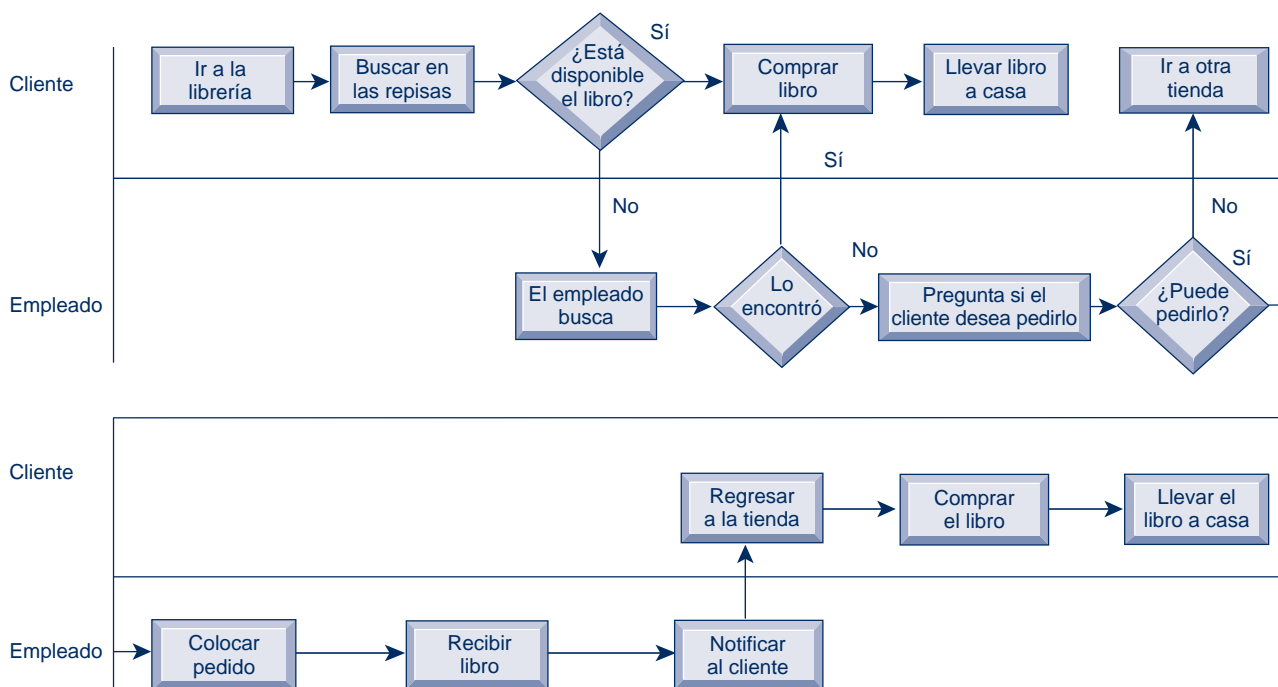 Cliente
Ir a la
librería
Buscar en
las repisas
¿Está
disponible
el libro?
Sí
Comprar
libro
Llevar libro
a casa
Ir a otra
tienda
Sí
No
No
Empleado
El empleado
busca
Lo
encontró
No
Pregunta si el
cliente desea pedirlo
¿Puede
pedirlo?
Sí
Cliente
Regresar
a la tienda
Comprar
el libro
Llevar el
libro a casa
Empleado
Colocar
pedido
Recibir
libro
Notificar
al cliente